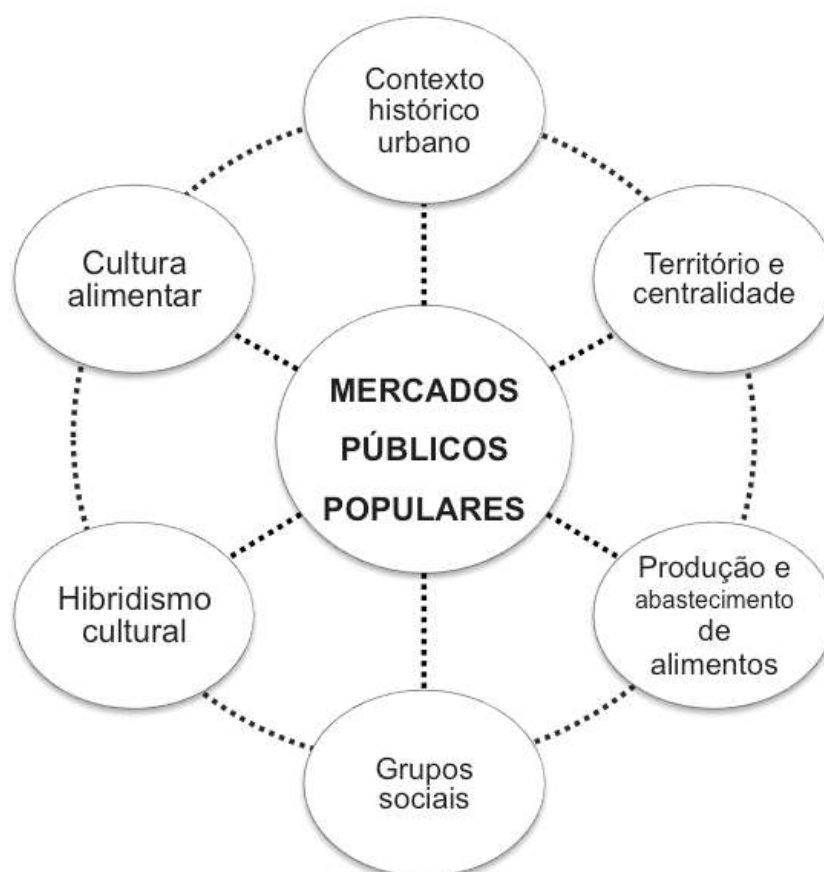 Contexto
histórico
urbano
Cultura
alimentar
Território e
centralidade
MERCADOS
PÚBLICOS
POPULARES
Hibridismo
cultural
Produção e
abastecimento
de
alimentos
Grupos
sociais